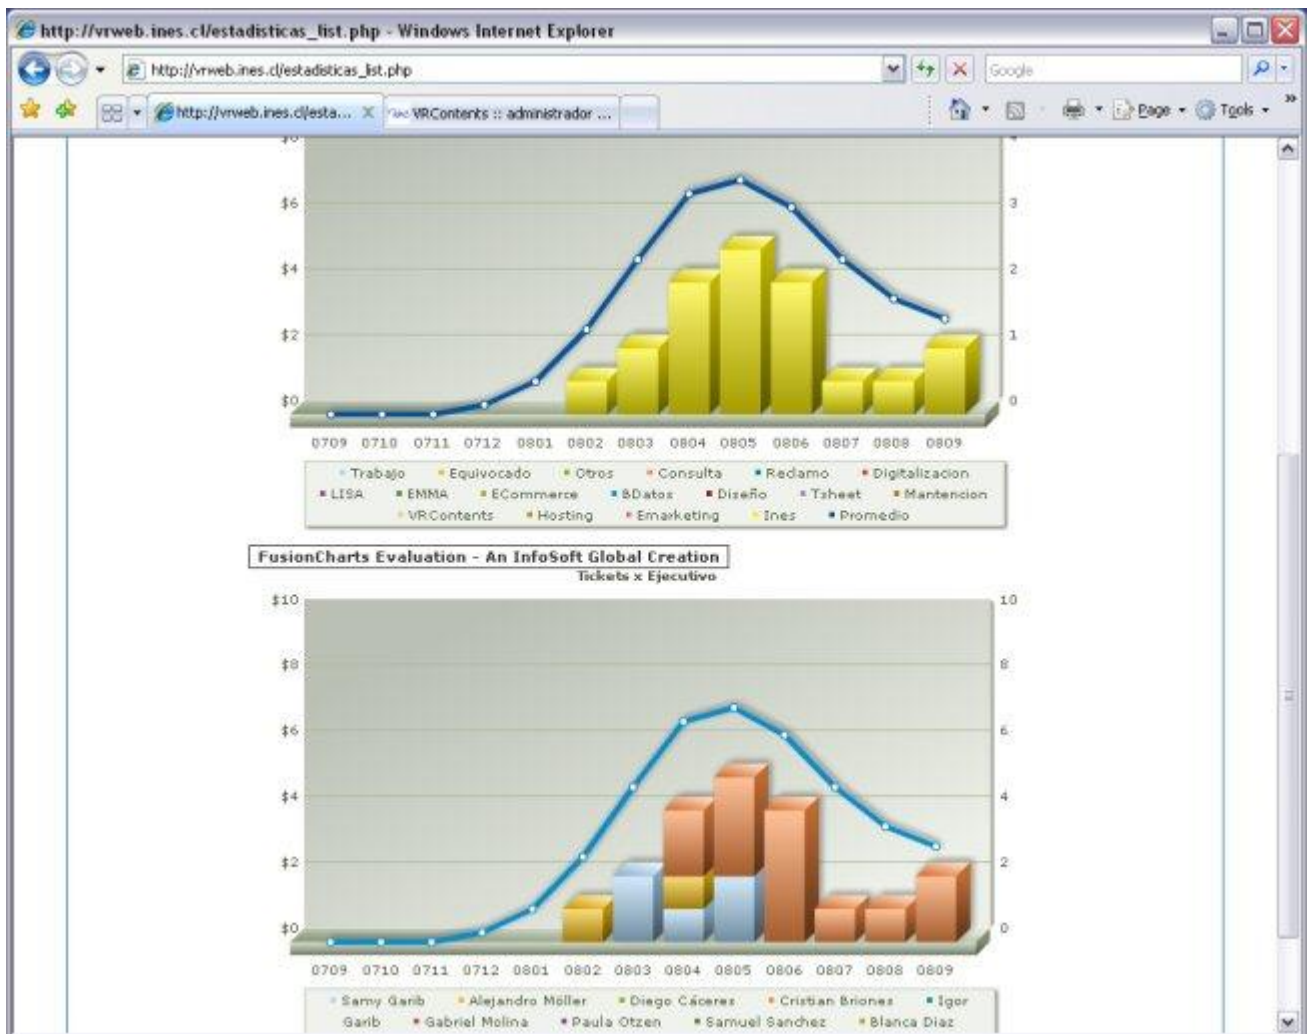 http://vrweb.ines.cl/estadisticas_list.php - Windows Internet Explorer
http://vrweb.ines.cl/estadisticas_list.php
Google
http://vrweb.ines.cl/esta... X
VRContents :: administrador ...
Page
Tools
$6 3
$4 2
$2 1
$0 0
0709 0710 0711 0712 0801 0802 0803 0804 0805 0806 0807 0808 0809
Trabajo Equivocado Otros Consulta Reclamo Digitalizacion
LISA EMMA ECommerce BDatos Diseño Tsheet Mantencion
VRContents Hosting Emarketing Ines Promedio
FusionCharts Evaluation - An InfoSoft Global Creation
Tickets x Ejecutivo
$10 10
$8 8
$6 6
$4 4
$2 2
$0 0
0709 0710 0711 0712 0801 0802 0803 0804 0805 0806 0807 0808 0809
Samy Garib Alejandro Möller Diego Cáceres Cristian Briones Igor
Garib Gabriel Molina Paula Otzen Samuel Sanchez Blanca Diaz